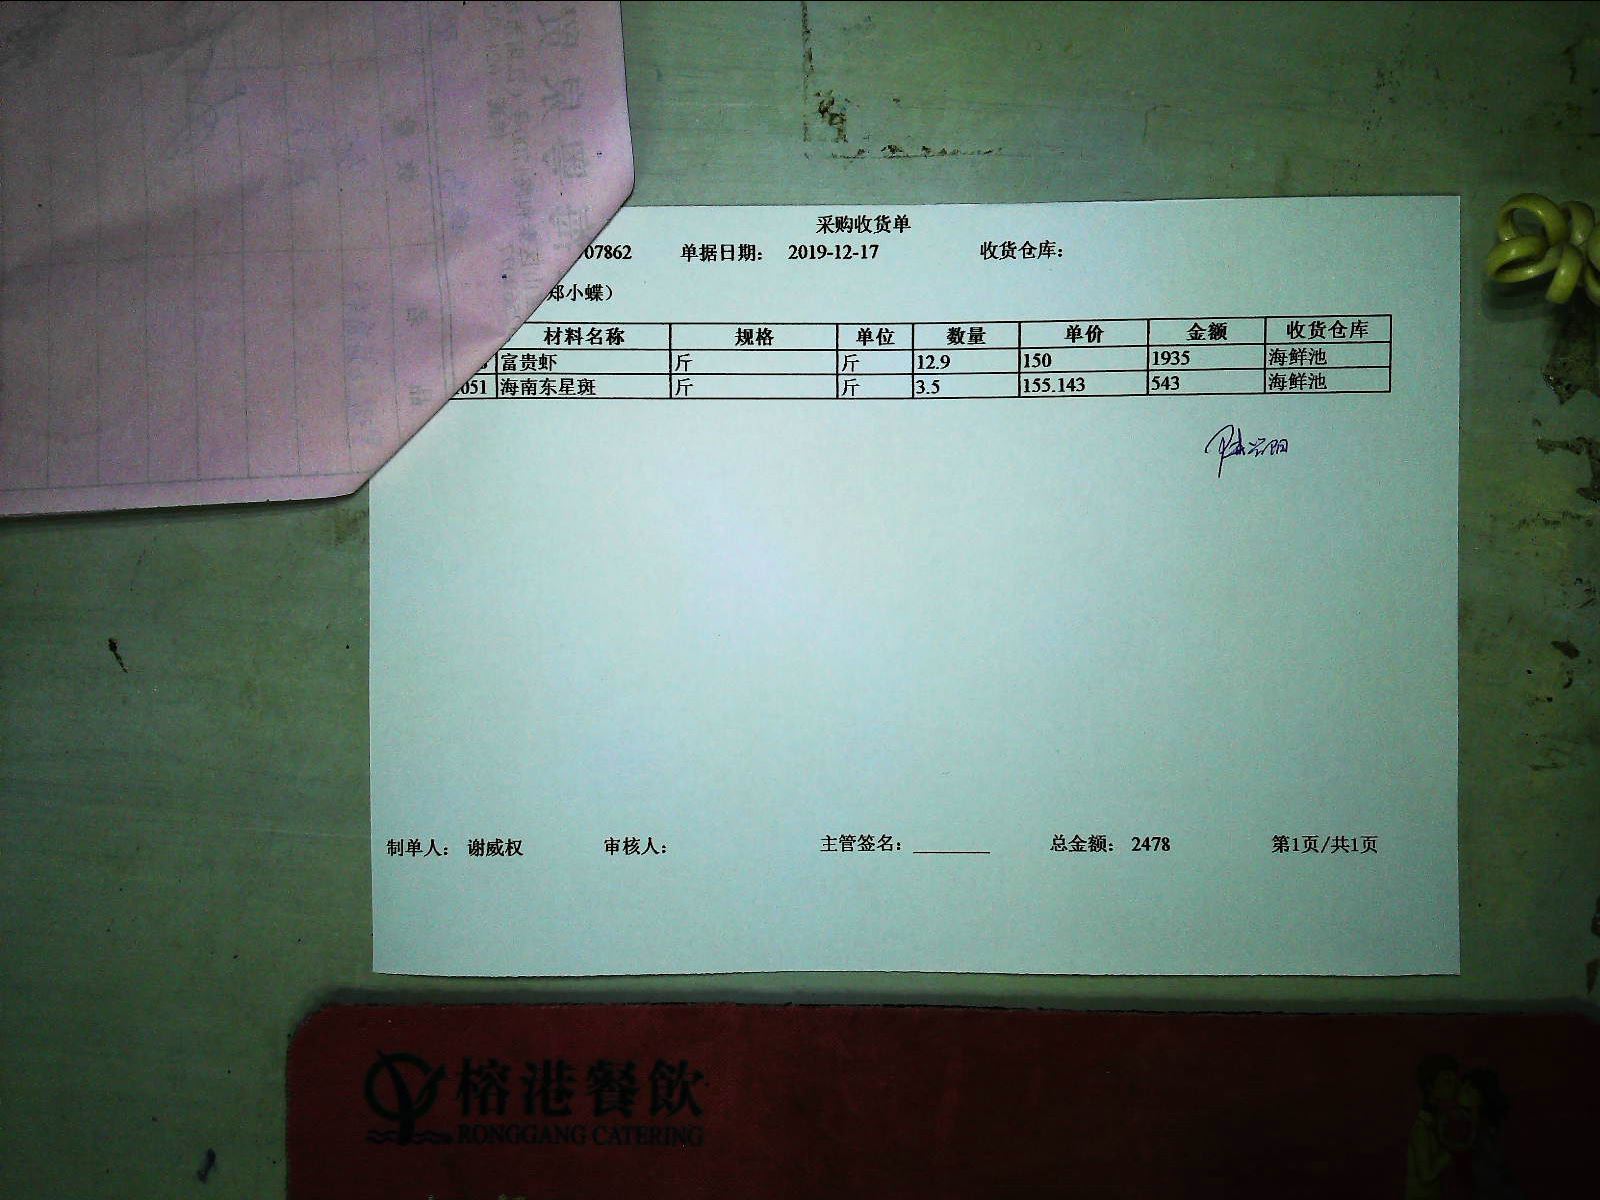 采购收货单
07862 单据日期： 2019-12-17 收货仓库：
郑小蝶）
材料名称 规格 单位 数量 单价 金额 收货仓库
富贵虾 斤 斤 12.9 150 1935 海鲜池
051 海南东星斑 斤 斤 3.5 155.143 543 海鲜池
制单人： 谢威权 审核人： 主管签名： 总金额： 2478 第1页/共1页
榕港餐飲
RONGGANG CATERING